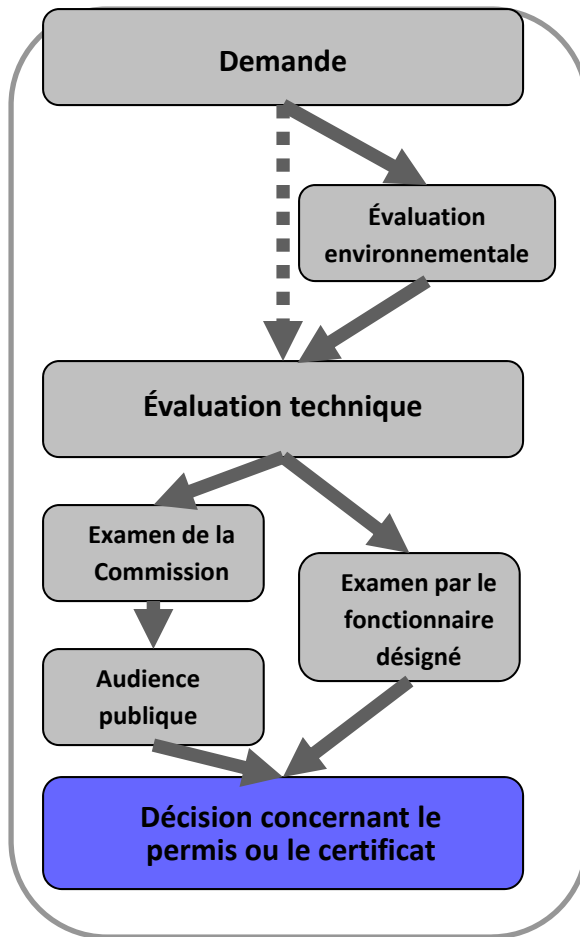 Demande
Évaluation
environnementale
Évaluation technique
Examen de la
Commission
Examen par le
fonctionnaire
désigné
Audience
publique
Décision concernant le
permis ou le certificat